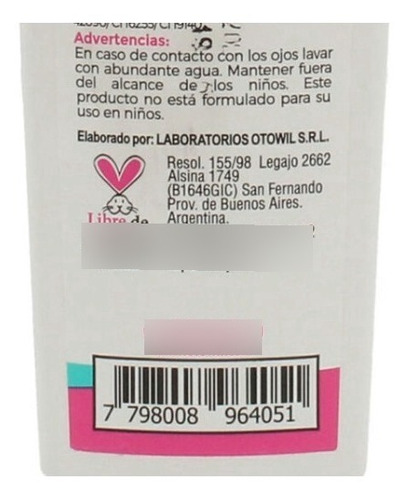 Advertencias:
En caso de contacto con los ojos lavar
con abundante agua. Mantener fuera
del alcance de los niños. Este
producto no está formulado para su
uso en niños.
Elaborado por: LABORATORIOS OTOWIL S.R.L.
Resol. 155/98 Legajo 2662
Alsina 1749
(B1646GIC) San Fernando
Prov. de Buenos Aires.
Argentina.
Libre de
7 798008 964051